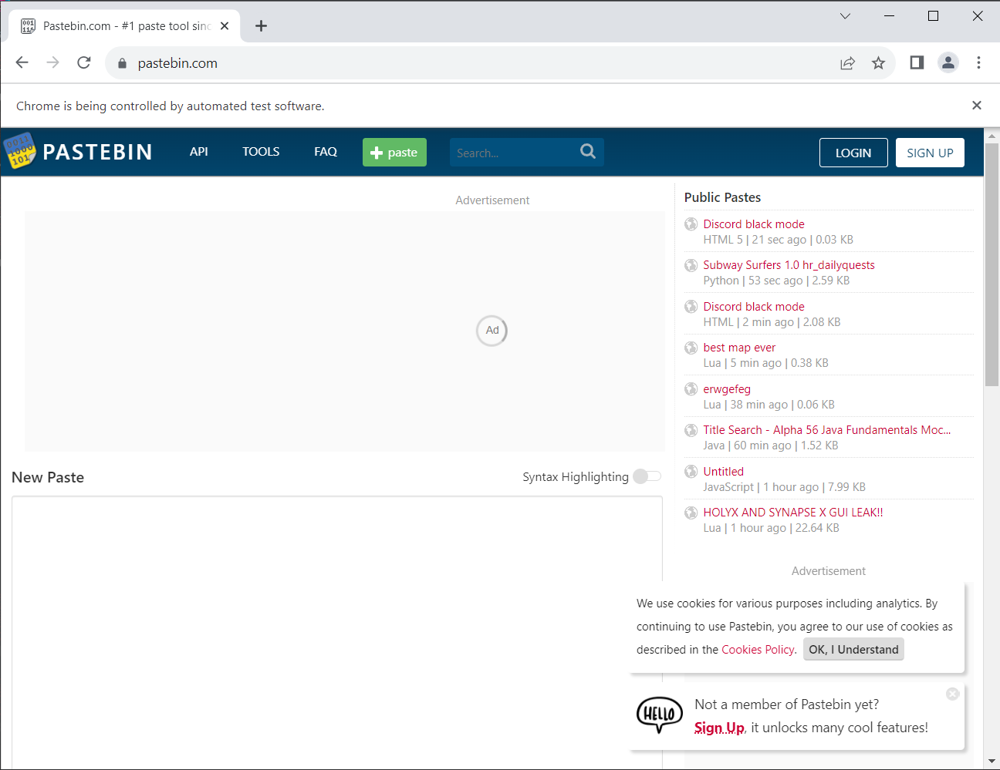 Pastebin.com - #1 paste tool sinc
pastebin.com
Chrome is being controlled by automated test software.
PASTEBIN
API
TOOLS
FAQ
paste
Search...
LOGIN
SIGN UP
Advertisement
Ad
New Paste
Syntax Highlighting
Public Pastes
Discord black mode
HTML 5 | 21 sec ago | 0.03 KB
Subway Surfers 1.0 hr_dailyquests
Python | 53 sec ago | 2.59 KB
Discord black mode
HTML | 2 min ago | 2.08 KB
best map ever
Lua | 5 min ago | 0.38 KB
erwgefeg
Lua | 38 min ago | 0.06 KB
Title Search - Alpha 56 Java Fundamentals Moc...
Java | 60 min ago | 1.52 KB
Untitled
JavaScript | 1 hour ago | 7.99 KB
HOLYX AND SYNAPSE X GUI LEAK!!
Lua | 1 hour ago | 22.64 KB
Advertisement
We use cookies for various purposes including analytics. By
continuing to use Pastebin, you agree to our use of cookies as
described in the Cookies Policy. OK, I Understand
HELLO
Not a member of Pastebin yet?
Sign Up, it unlocks many cool features!